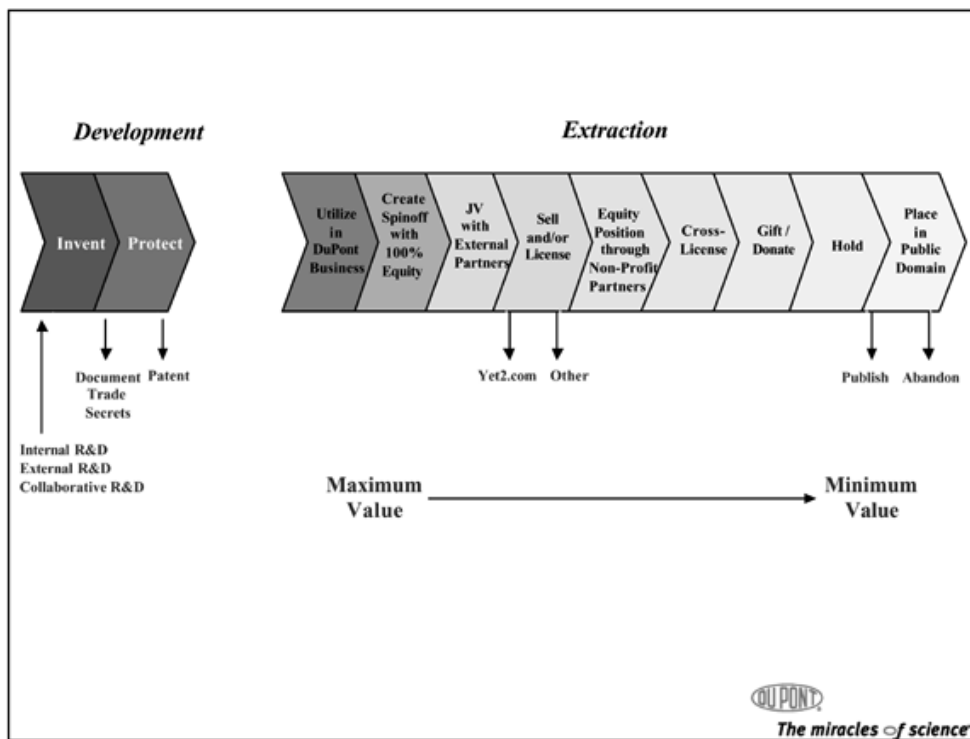 Development
Extraction
Invent
Protect
Utilize
in
DuPont
Business
Create
Spinoff
with
100%
Equity
JV
with
External
Partners
Sell
and/or
License
Equity
Position
through
Non-Profit
Partners
Cross-
License
Gift /
Donate
Hold
Place
in
Public
Domain
Document
Trade
Secrets
Patent
Yet2.com
Other
Publish
Abandon
Internal R&D
External R&D
Collaborative R&D
Maximum
Value
Minimum
Value
DUPONT
The miracles of science